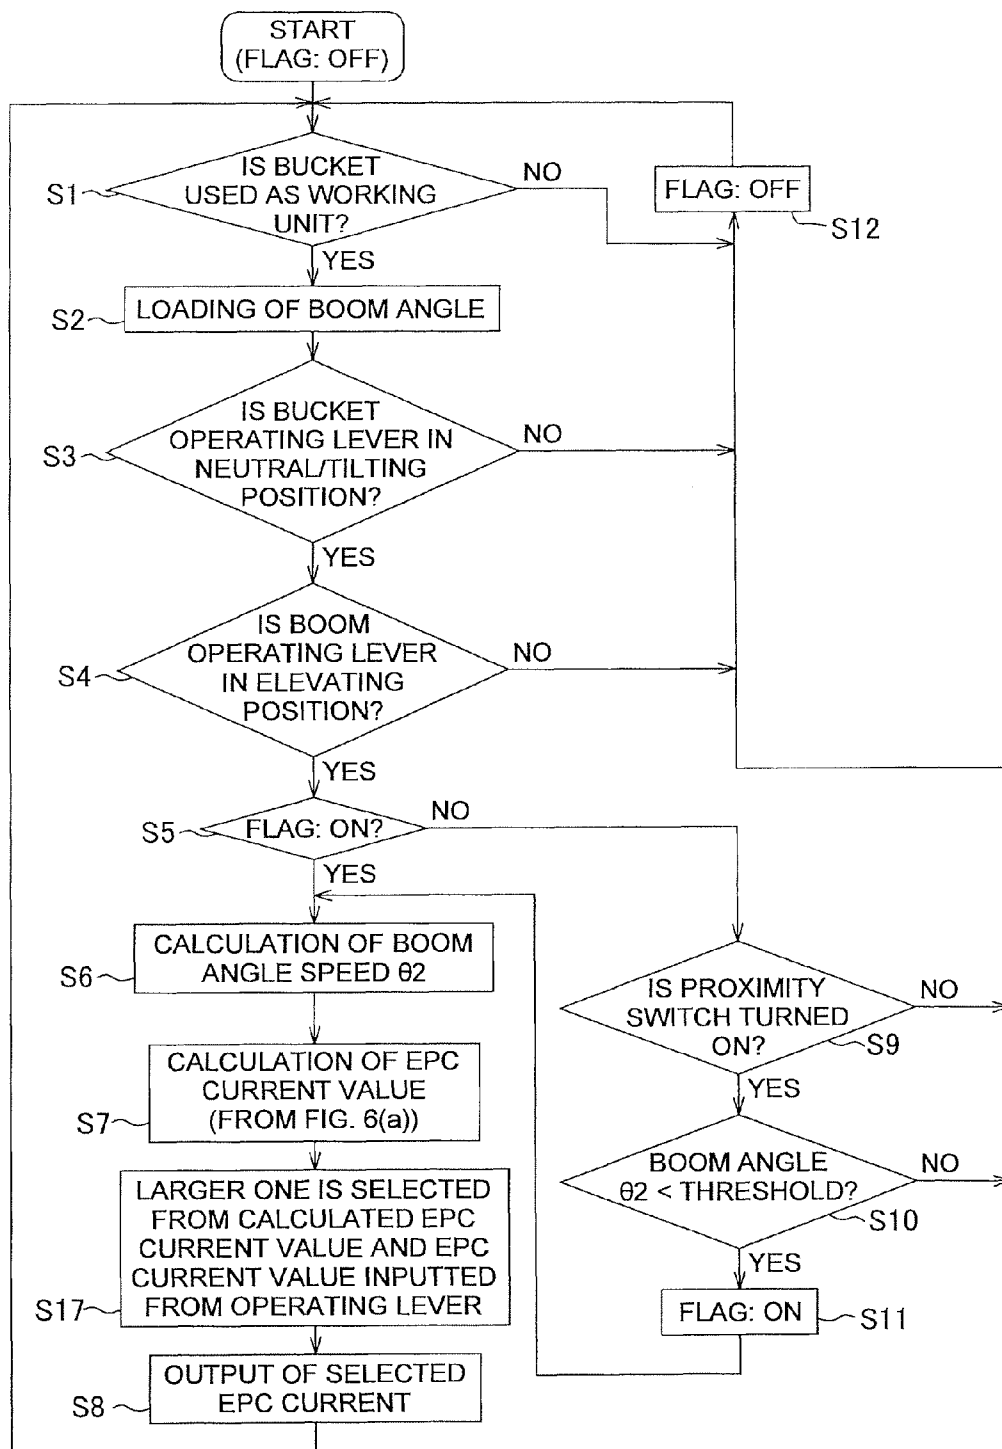 START
(FLAG: OFF)
IS BUCKET
USED AS WORKING
UNIT?
S1
NO
YES
FLAG: OFF
S12
LOADING OF BOOM ANGLE
S2
IS BUCKET
OPERATING LEVER IN
NEUTRAL/TILTING
POSITION?
S3
NO
YES
IS BOOM
OPERATING LEVER
IN ELEVATING
POSITION?
S4
NO
YES
FLAG: ON?
S5
NO
YES
CALCULATION OF BOOM
ANGLE SPEED θ2
S6
IS PROXIMITY
SWITCH TURNED
ON?
S9
NO
YES
CALCULATION OF EPC
CURRENT VALUE
(FROM FIG. 6(a))
S7
BOOM ANGLE
θ2 < THRESHOLD?
S10
NO
YES
LARGER ONE IS SELECTED
FROM CALCULATED EPC
CURRENT VALUE AND EPC
CURRENT VALUE INPUTTED
FROM OPERATING LEVER
S17
FLAG: ON
S11
OUTPUT OF SELECTED
EPC CURRENT
S8